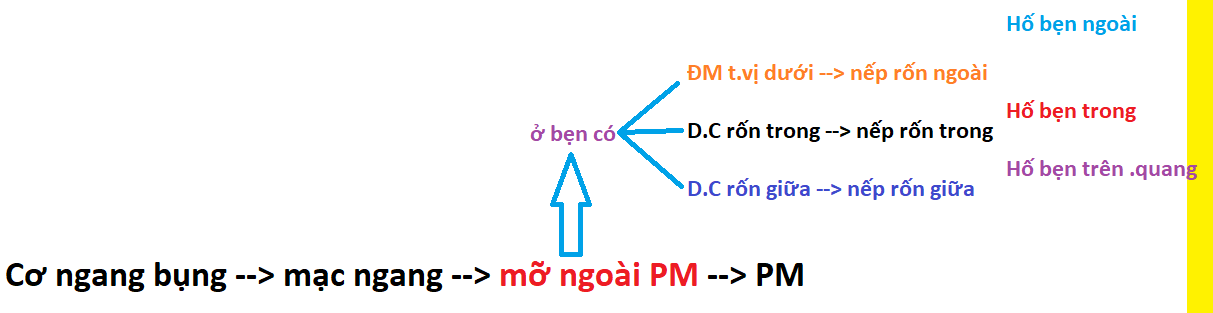 Hố bẹn ngoài
ĐM t.vị dưới --> nếp rốn ngoài
Hố bẹn trong
ở bẹn có
D.C rốn trong --> nếp rốn trong
Hố bẹn trên .quang
D.C rốn giữa --> nếp rốn giữa
Cơ ngang bụng --> mạc ngang --> mỡ ngoài PM --> PM